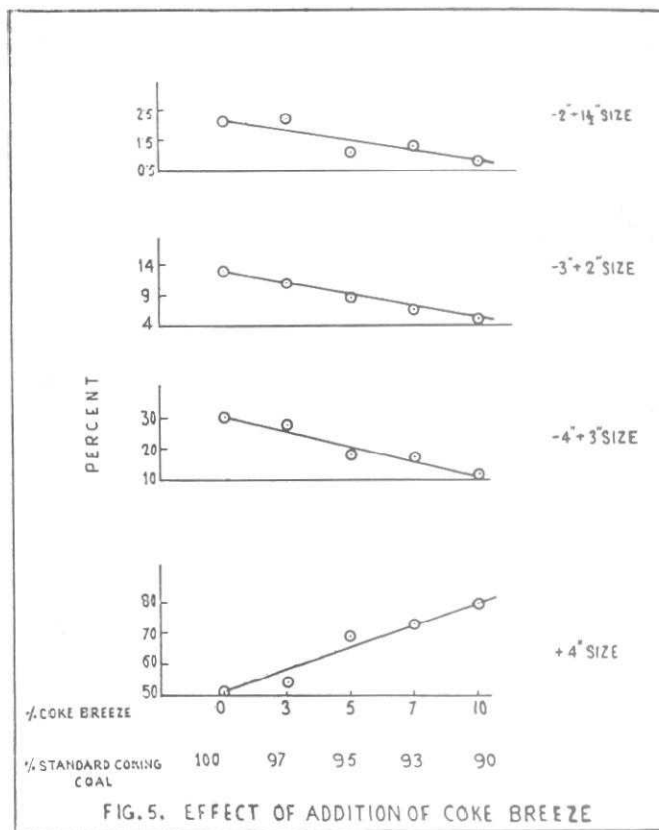 2·5
1·5
0·5
-2"+1½" SIZE
14
9
4
-3"+2" SIZE
PERCENT
30
20
10
-4"+3" SIZE
80
70
60
50
+4" SIZE
% COKE BREEZE 0 3 5 7 10
% STANDARD COKING COAL 100 97 95 93 90
FIG. 5. EFFECT OF ADDITION OF COKE BREEZE